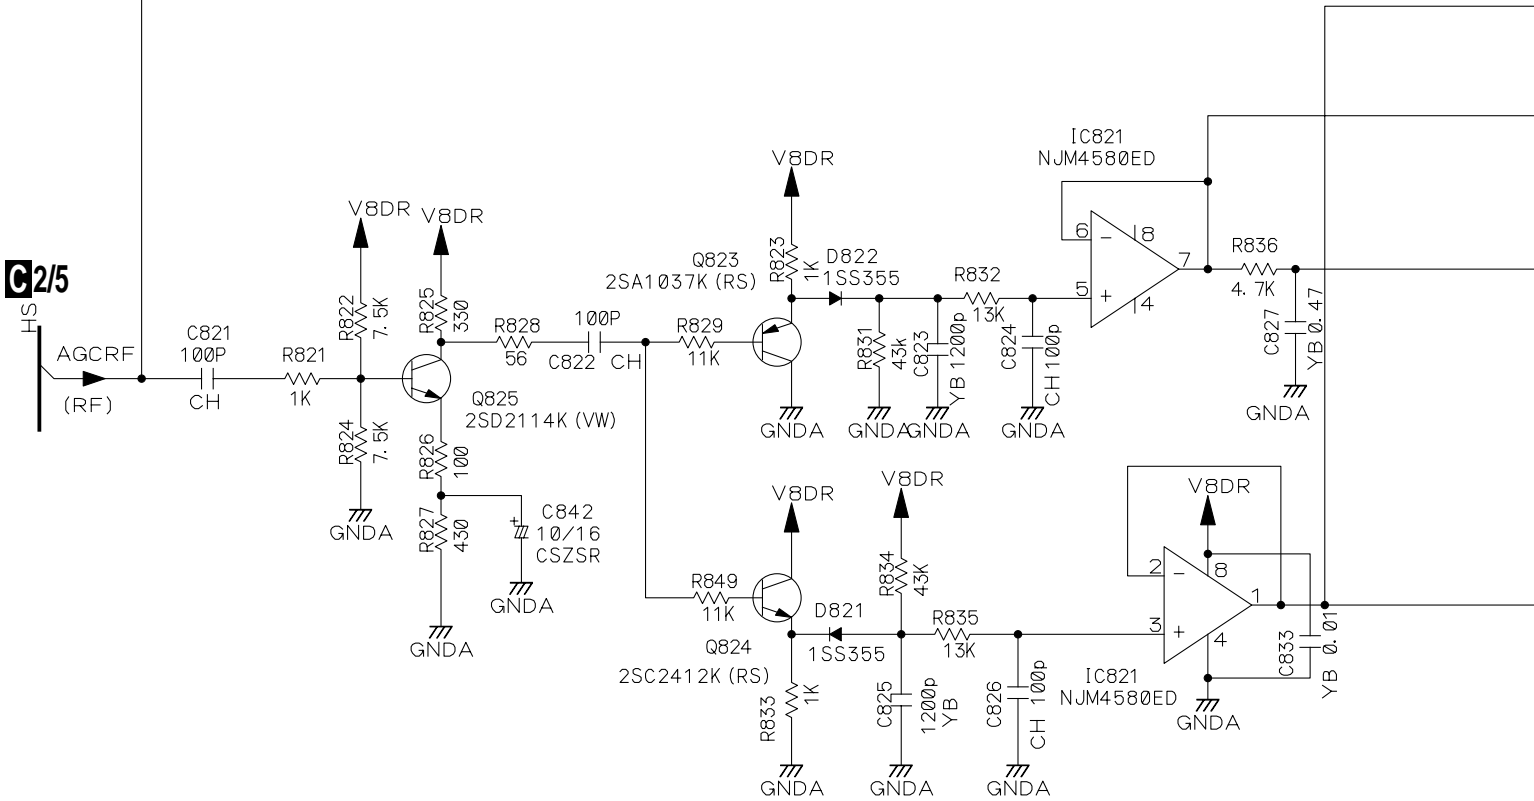 C 2/5
HS
AGCRF
(RF)
C821
100P
CH
R821
1K
V8DR
R822
7.5K
R824
7.5K
GNDA
V8DR
R825
330
Q825
2SD2114K (VW)
R826
100
R827
430
GNDA
C842
+
10/16
CSZSR
GNDA
R828
56
100P
C822
CH
R829
11K
Q823
2SA1037K (RS)
V8DR
R823
1K
GNDA
D822
1SS355
R831
43k
GNDA
C823
YB 1200p
GNDA
R832
13K
C824
CH 100p
GNDA
IC821
NJM4580ED
6
-
8
7
5
+
4
R836
4.7K
C827
YB 0.47
GNDA
R849
11K
Q824
2SC2412K (RS)
V8DR
R833
1K
GNDA
D821
1SS355
V8DR
R834
43K
C825
1200p
YB
GNDA
R835
13K
C826
CH 100p
GNDA
V8DR
2
-
8
1
3
+
4
IC821
NJM4580ED
GNDA
C833
YB 0.01